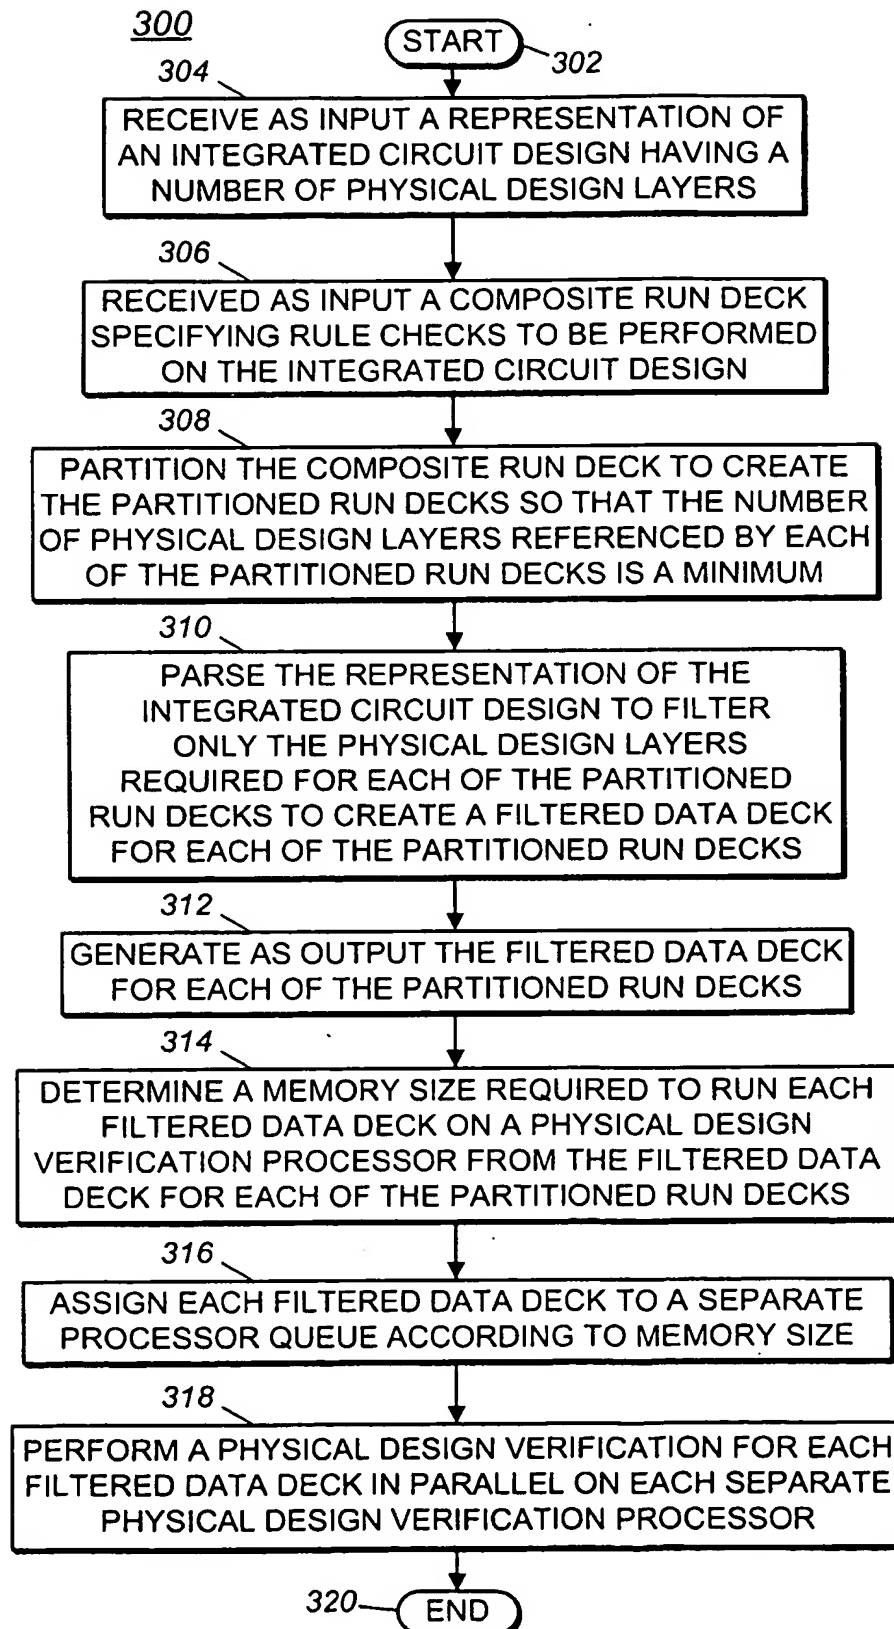 300
START
302
304
RECEIVE AS INPUT A REPRESENTATION OF
AN INTEGRATED CIRCUIT DESIGN HAVING A
NUMBER OF PHYSICAL DESIGN LAYERS
306
RECEIVED AS INPUT A COMPOSITE RUN DECK
SPECIFYING RULE CHECKS TO BE PERFORMED
ON THE INTEGRATED CIRCUIT DESIGN
308
PARTITION THE COMPOSITE RUN DECK TO CREATE
THE PARTITIONED RUN DECKS SO THAT THE NUMBER
OF PHYSICAL DESIGN LAYERS REFERENCED BY EACH
OF THE PARTITIONED RUN DECKS IS A MINIMUM
310
PARSE THE REPRESENTATION OF THE
INTEGRATED CIRCUIT DESIGN TO FILTER
ONLY THE PHYSICAL DESIGN LAYERS
REQUIRED FOR EACH OF THE PARTITIONED
RUN DECKS TO CREATE A FILTERED DATA DECK
FOR EACH OF THE PARTITIONED RUN DECKS
312
GENERATE AS OUTPUT THE FILTERED DATA DECK
FOR EACH OF THE PARTITIONED RUN DECKS
314
DETERMINE A MEMORY SIZE REQUIRED TO RUN EACH
FILTERED DATA DECK ON A PHYSICAL DESIGN
VERIFICATION PROCESSOR FROM THE FILTERED DATA
DECK FOR EACH OF THE PARTITIONED RUN DECKS
316
ASSIGN EACH FILTERED DATA DECK TO A SEPARATE
PROCESSOR QUEUE ACCORDING TO MEMORY SIZE
318
PERFORM A PHYSICAL DESIGN VERIFICATION FOR EACH
FILTERED DATA DECK IN PARALLEL ON EACH SEPARATE
PHYSICAL DESIGN VERIFICATION PROCESSOR
320
END